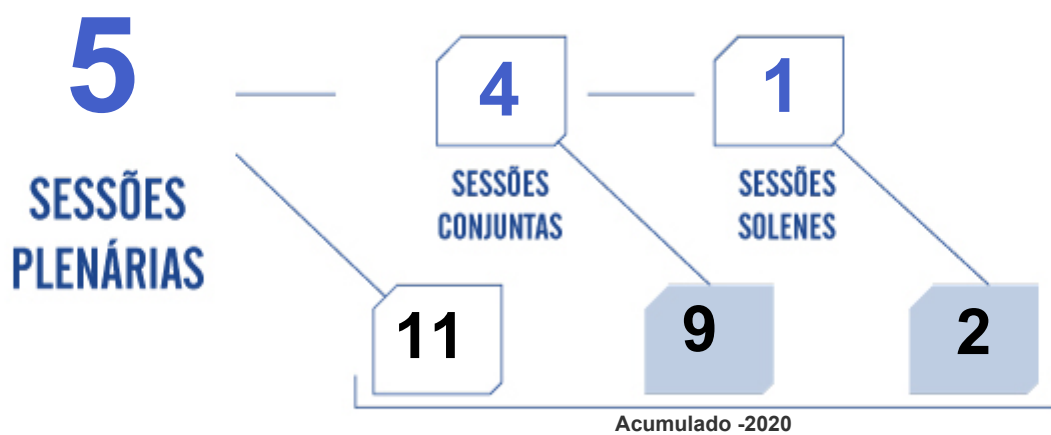 5
SESSÕES
PLENÁRIAS
4
SESSÕES
CONJUNTAS
1
SESSÕES
SOLENES
11
9
2
Acumulado -2020